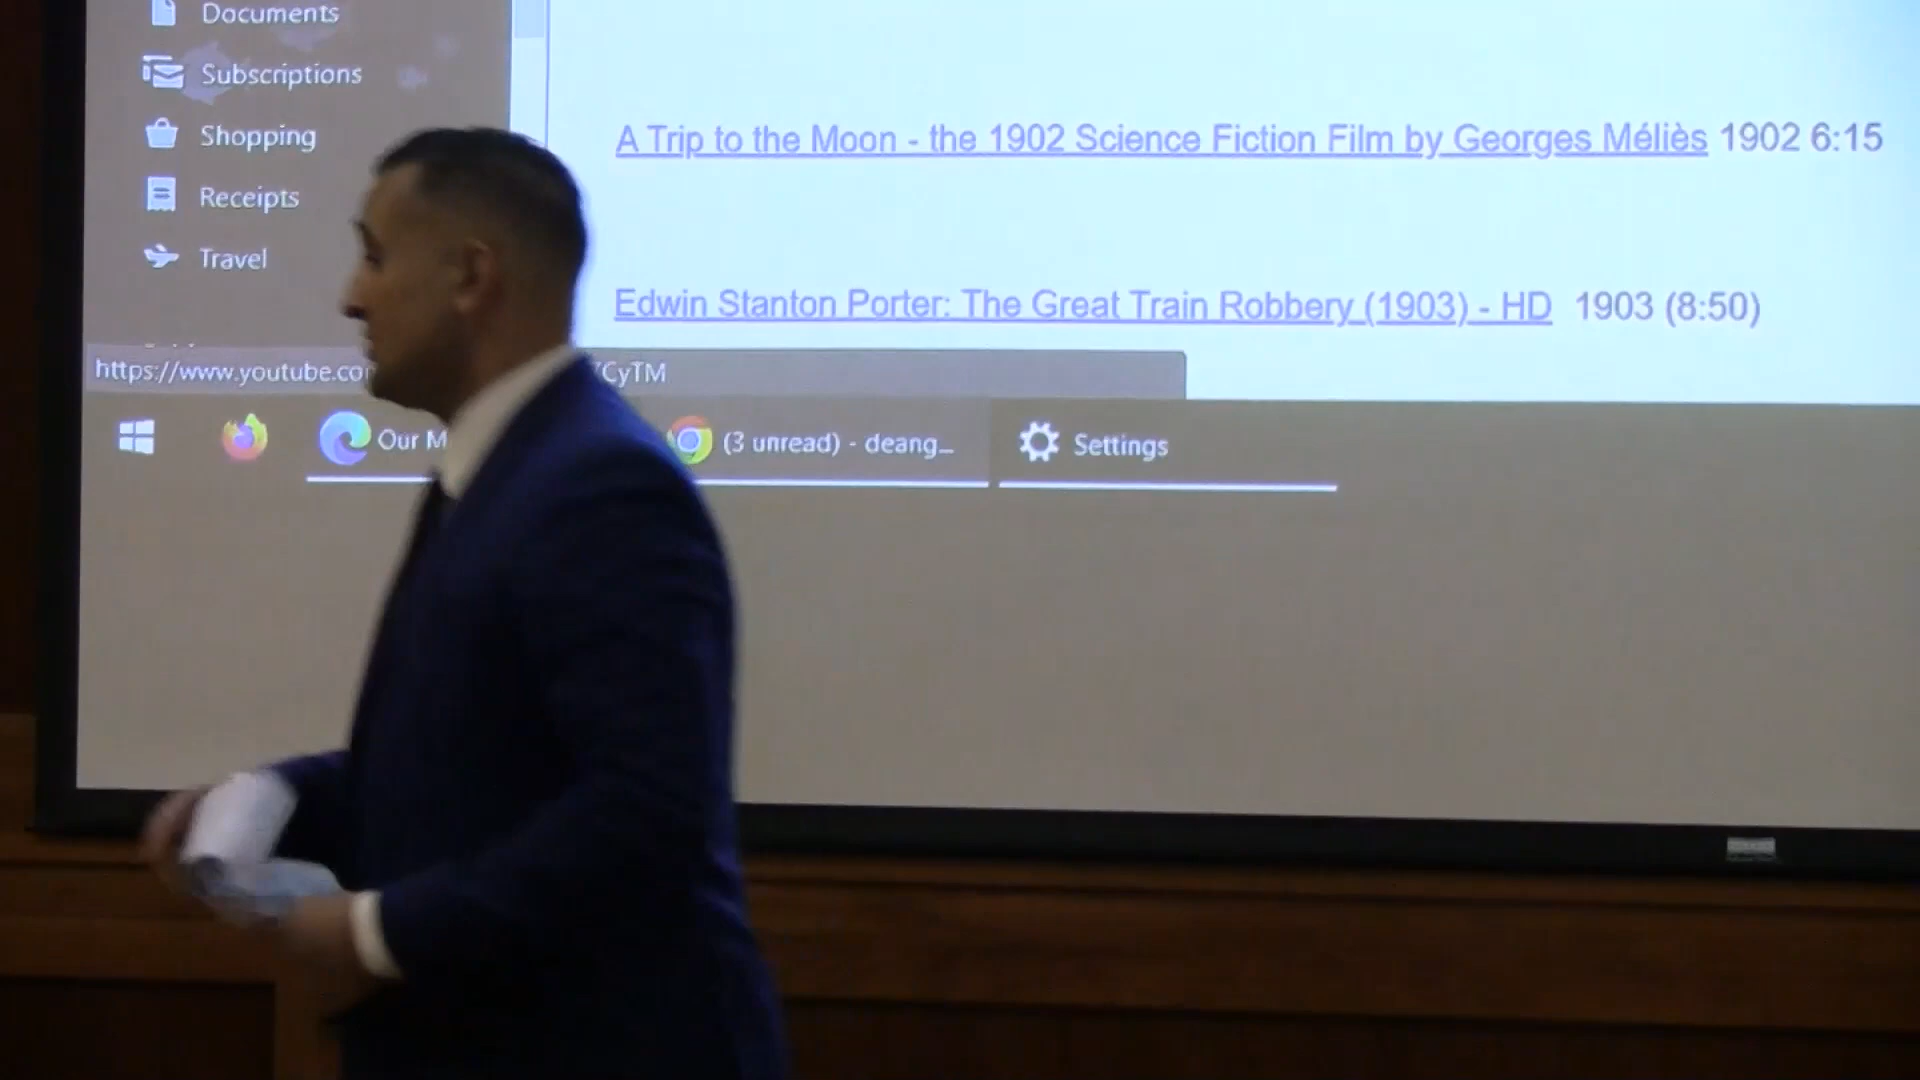 Documents
Subscriptions
Shopping
Receipts
Travel
A Trip to the Moon - the 1902 Science Fiction Film by Georges Méliès 1902 6:15
Edwin Stanton Porter: The Great Train Robbery (1903) - HD 1903 (8:50)
https://www.youtube.co CyTM
Our M
(3 unread) - deang...
Settings